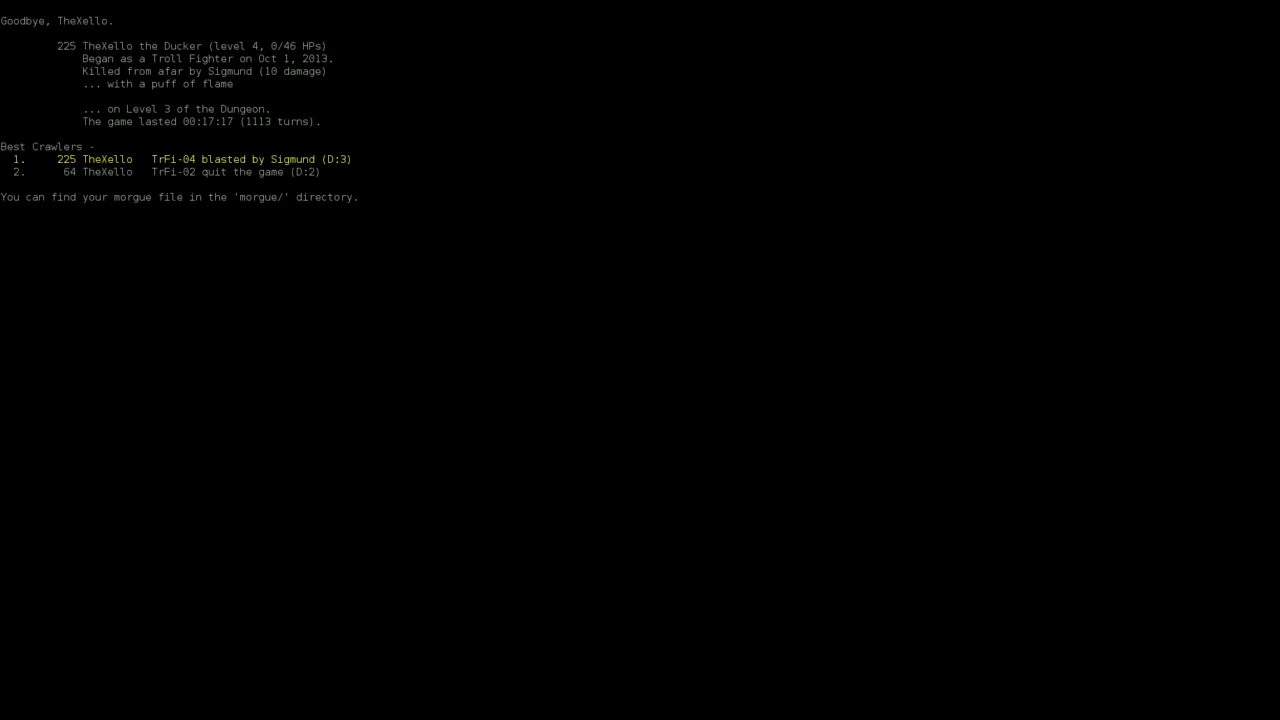 Goodbye, TheXello.
225 TheXello the Ducker (level 4, 0/46 HPs)
Began as a Troll Fighter on Oct 1, 2013.
Killed from afar by Sigmund (10 damage)
... with a puff of flame
... on Level 3 of the Dungeon.
The game lasted 00:17:17 (1113 turns).
Best Crawlers -
1. 225 TheXello TrFi-04 blasted by Sigmund (D:3)
2. 64 TheXello TrFi-02 quit the game (D:2)
You can find your morgue file in the 'morgue/' directory.